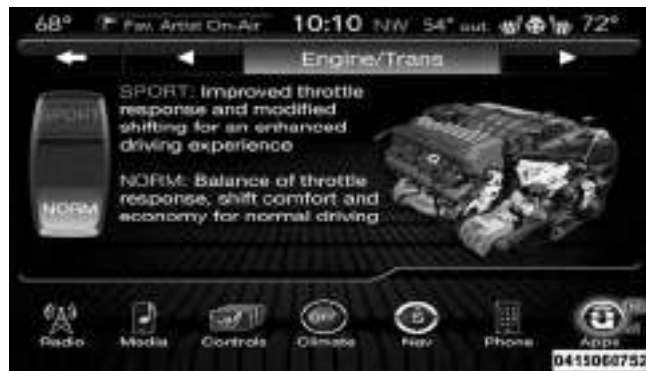 68° Fav. Artist On-Air 10:10 NW 54° out 72°
Engine/Trans
SPORT: Improved throttle
response and modified
shifting for an enhanced
driving experience
SPORT
NORM: Balance of throttle
response, shift comfort and
economy for normal driving
NORM
OFF S
Radio Media Controls Climate Nav Phone Apps
0415060752